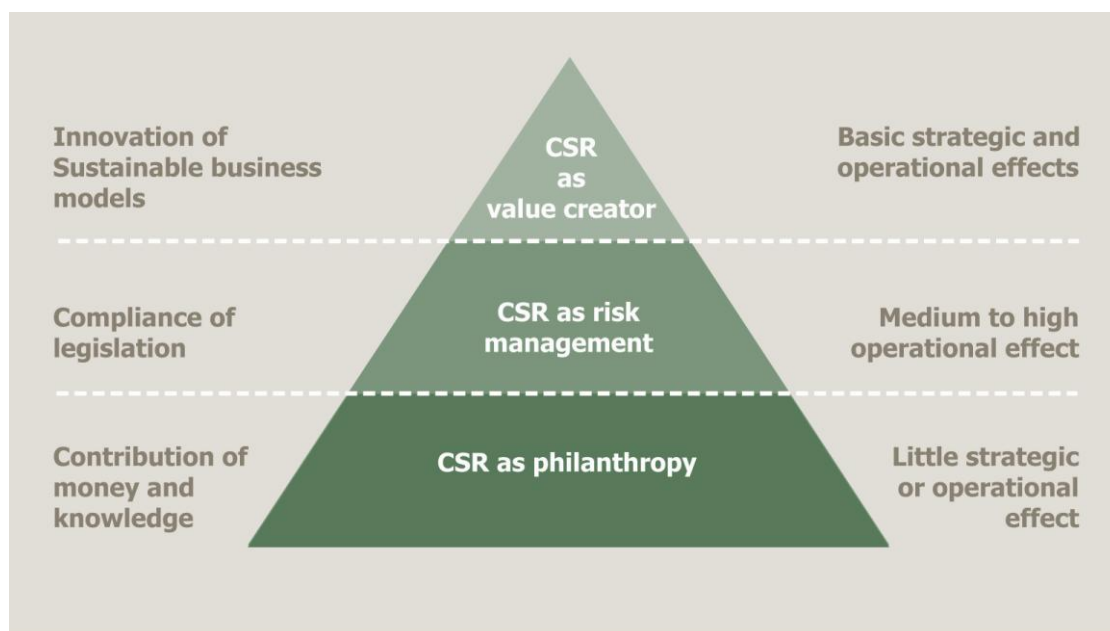 Innovation of
Sustainable business
models
CSR
as
value creator
Basic strategic and
operational effects
Compliance of
legislation
CSR as risk
management
Medium to high
operational effect
Contribution of
money and
knowledge
CSR as philanthropy
Little strategic
or operational
effect